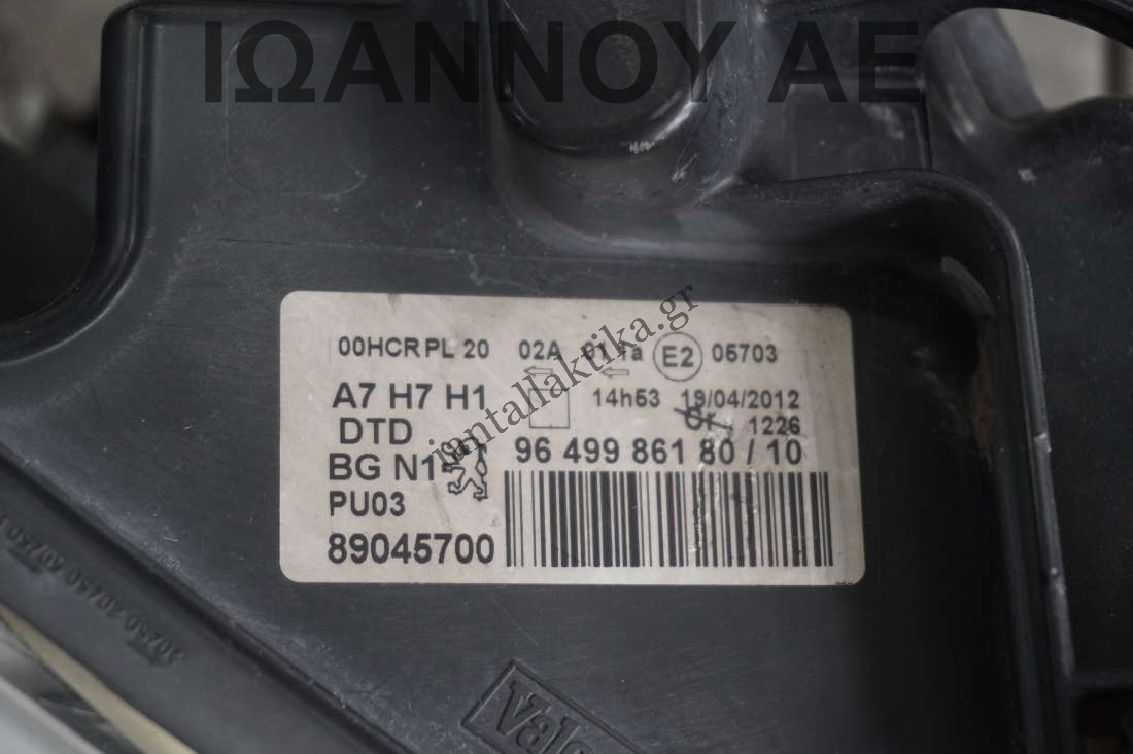 ΙΩΑΝΝΟΥ ΑΕ
00HCR PL 20 02A E2 05703
A7 H7 H1 14h53 19/04/2012
DTD 1226
BG N1 96 499 861 80 / 10
PU03
89045700
iantallaktika.gr